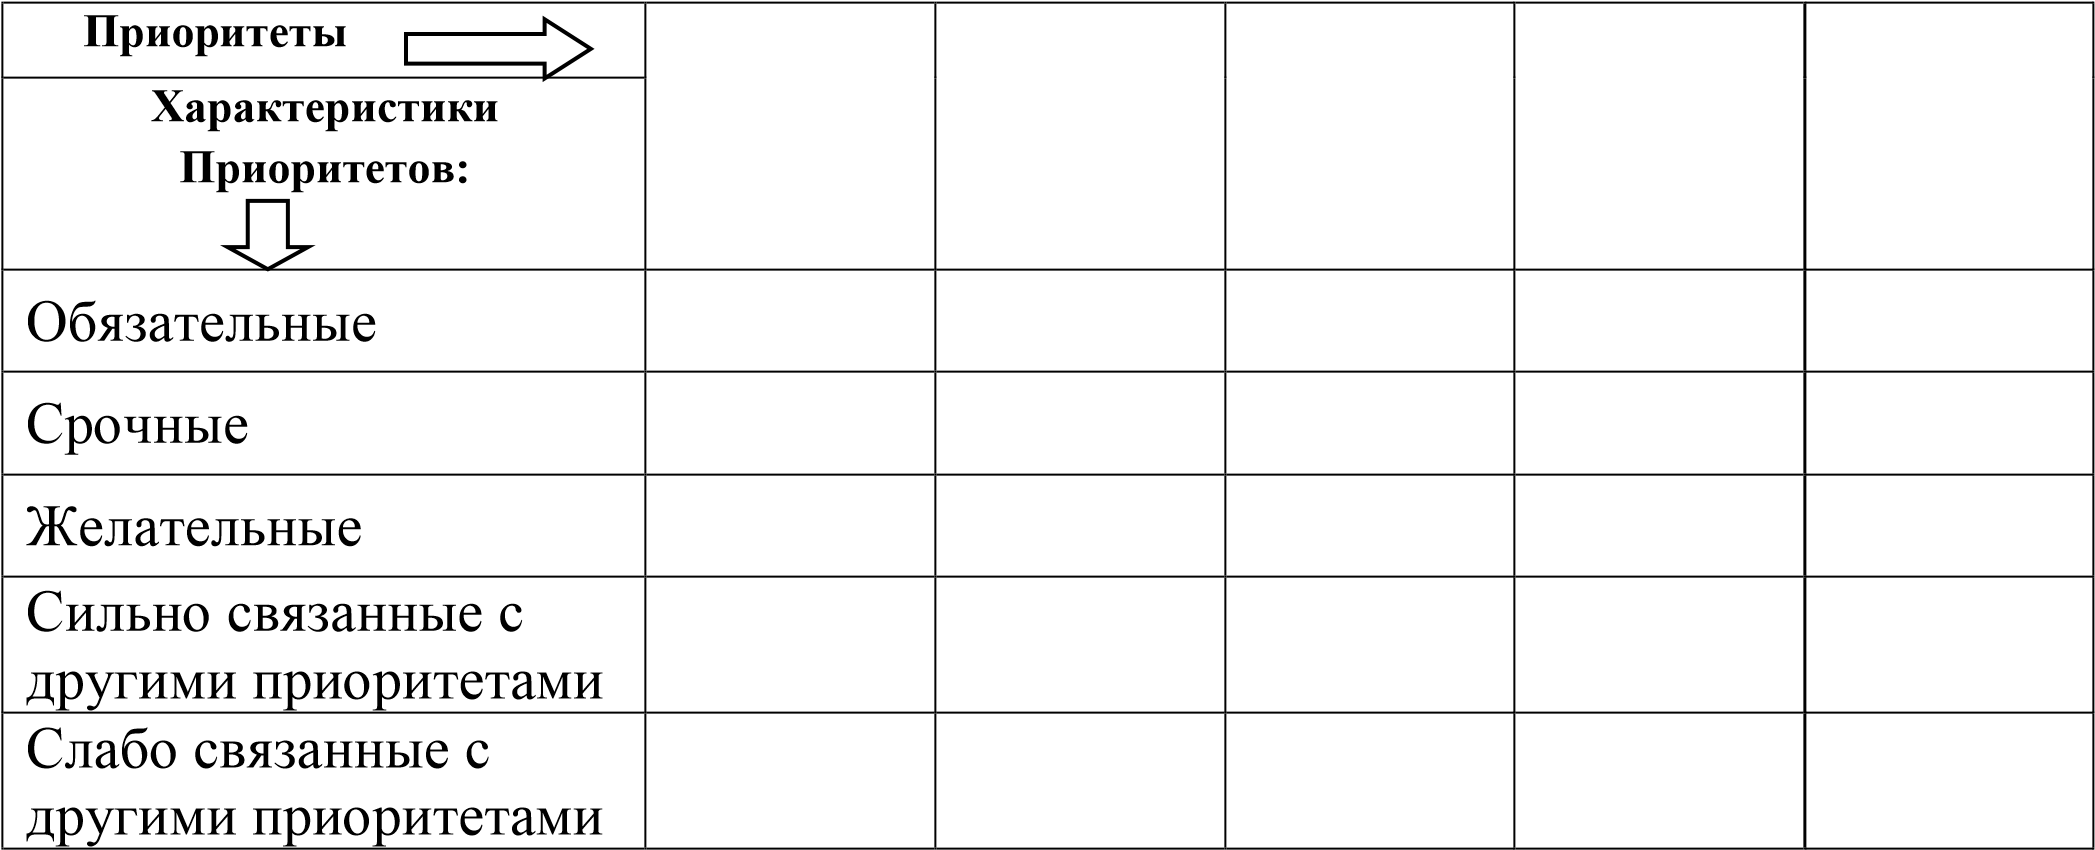 Приоритеты
Характеристики
Приоритетов:
Обязательные
Срочные
Желательные
Сильно связанные с
другими приоритетами
Слабо связанные с
другими приоритетами